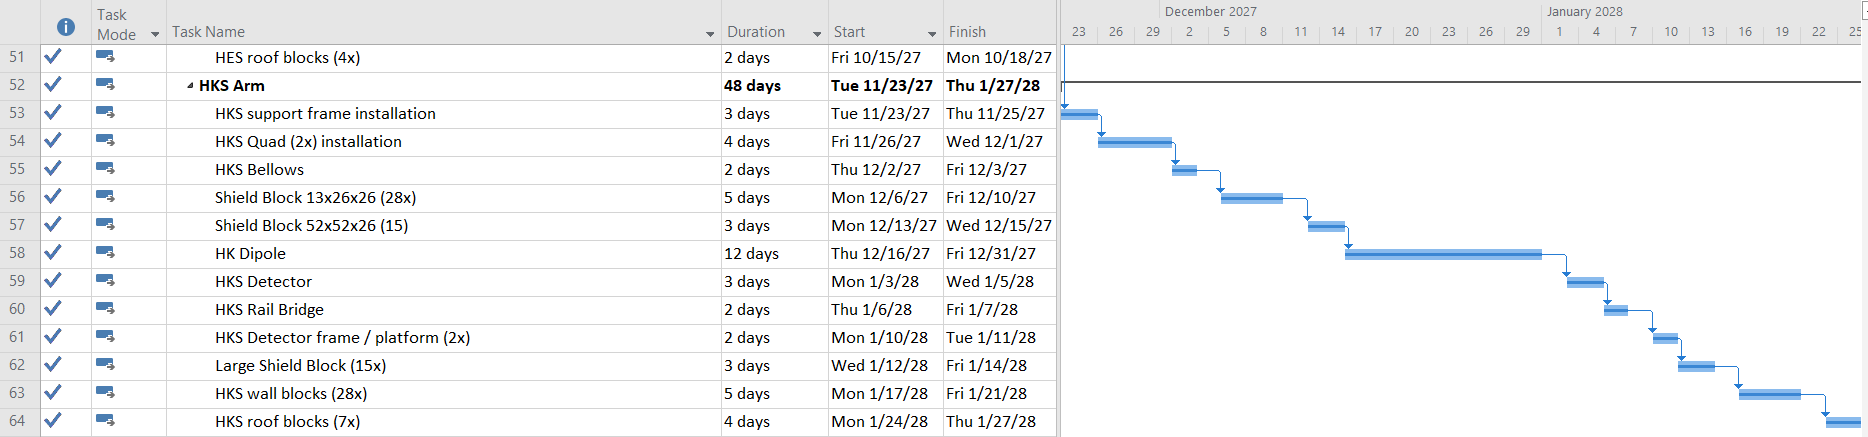 Task Mode Task Name Duration Start Finish
December 2027 January 2028
23 26 29 2 5 8 11 14 17 20 23 26 29 1 4 7 10 13 16 19 22 25
51 HES roof blocks (4x) 2 days Fri 10/15/27 Mon 10/18/27
52 HKS Arm 48 days Tue 11/23/27 Thu 1/27/28
53 HKS support frame installation 3 days Tue 11/23/27 Thu 11/25/27
54 HKS Quad (2x) installation 4 days Fri 11/26/27 Wed 12/1/27
55 HKS Bellows 2 days Thu 12/2/27 Fri 12/3/27
56 Shield Block 13x26x26 (28x) 5 days Mon 12/6/27 Fri 12/10/27
57 Shield Block 52x52x26 (15) 3 days Mon 12/13/27 Wed 12/15/27
58 HK Dipole 12 days Thu 12/16/27 Fri 12/31/27
59 HKS Detector 3 days Mon 1/3/28 Wed 1/5/28
60 HKS Rail Bridge 2 days Thu 1/6/28 Fri 1/7/28
61 HKS Detector frame / platform (2x) 2 days Mon 1/10/28 Tue 1/11/28
62 Large Shield Block (15x) 3 days Wed 1/12/28 Fri 1/14/28
63 HKS wall blocks (28x) 5 days Mon 1/17/28 Fri 1/21/28
64 HKS roof blocks (7x) 4 days Mon 1/24/28 Thu 1/27/28